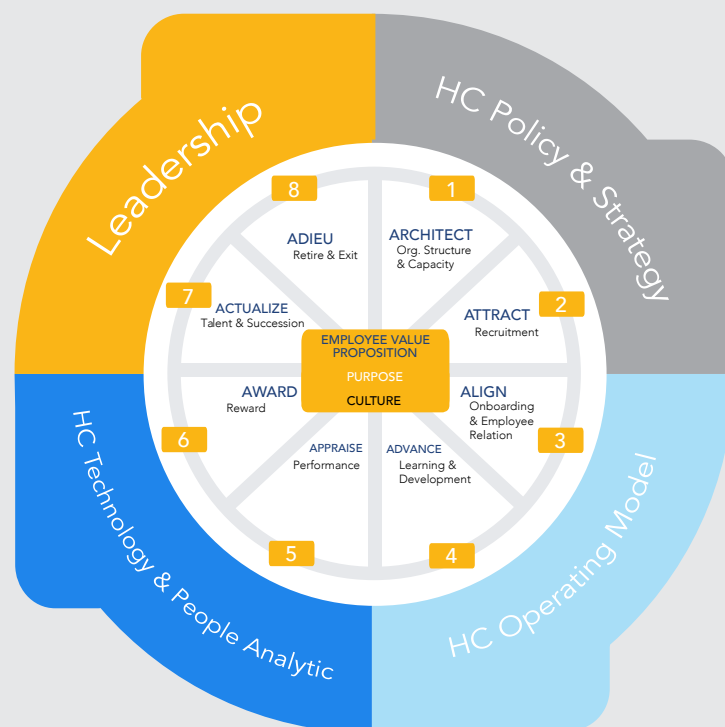 Leadership
HC Policy & Strategy
HC Operating Model
HC Technology & People Analytic
8
ADIEU
Retire & Exit
1
ARCHITECT
Org. Structure
& Capacity
2
ATTRACT
Recruitment
3
ALIGN
Onboarding
& Employee
Relation
4
ADVANCE
Learning &
Development
5
APPRAISE
Performance
6
AWARD
Reward
7
ACTUALIZE
Talent & Succession
EMPLOYEE VALUE
PROPOSITION
PURPOSE
CULTURE